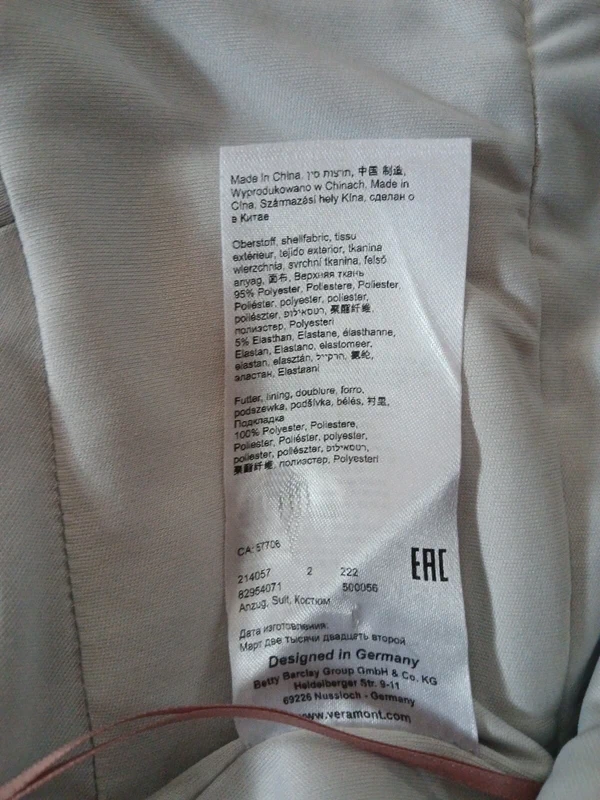 Made in China, תוצרת סין, 中国 制造,
Wyprodukowano w Chinach, Made in
Cina, Származási hely Kína, сделан о
в Китае
Oberstoff, shellfabric, tissu
extérieur, tejido exterior, tkanina
wierzchnia, svrchní tkanina, felső
anyag, 面布, Верхняя ткань
95% Polyester, Poliestere, Poliester,
Poliéster, polyester, poliester,
poliészter, פוליאסטר, 聚酯纤维,
полиэстер, Polyesteri
5% Elasthan, Elastane, élasthanne,
Elastan, Elastano, elastomeer,
elastan, elasztán, לייקרה, 氨纶,
эластан, Elastaani
Futter, lining, doublure, forro,
podszewka, podšívka, bélés, 衬里,
Подкладка
100% Polyester, Poliestere,
Poliester, Poliéster, polyester,
poliester, poliészter, פוליאסטר,
聚酯纤维, полиэстер, Polyesteri
CA: 57706
214057 2 222
82954071 500056
Anzug, Suit, Костюм
EAC
Дата изготовления:
Март две тысячи двадцать второй
Designed in Germany
Betty Barclay Group GmbH & Co. KG
Heidelberger Str. 9-11
69226 Nussloch - Germany
www.veramont.com